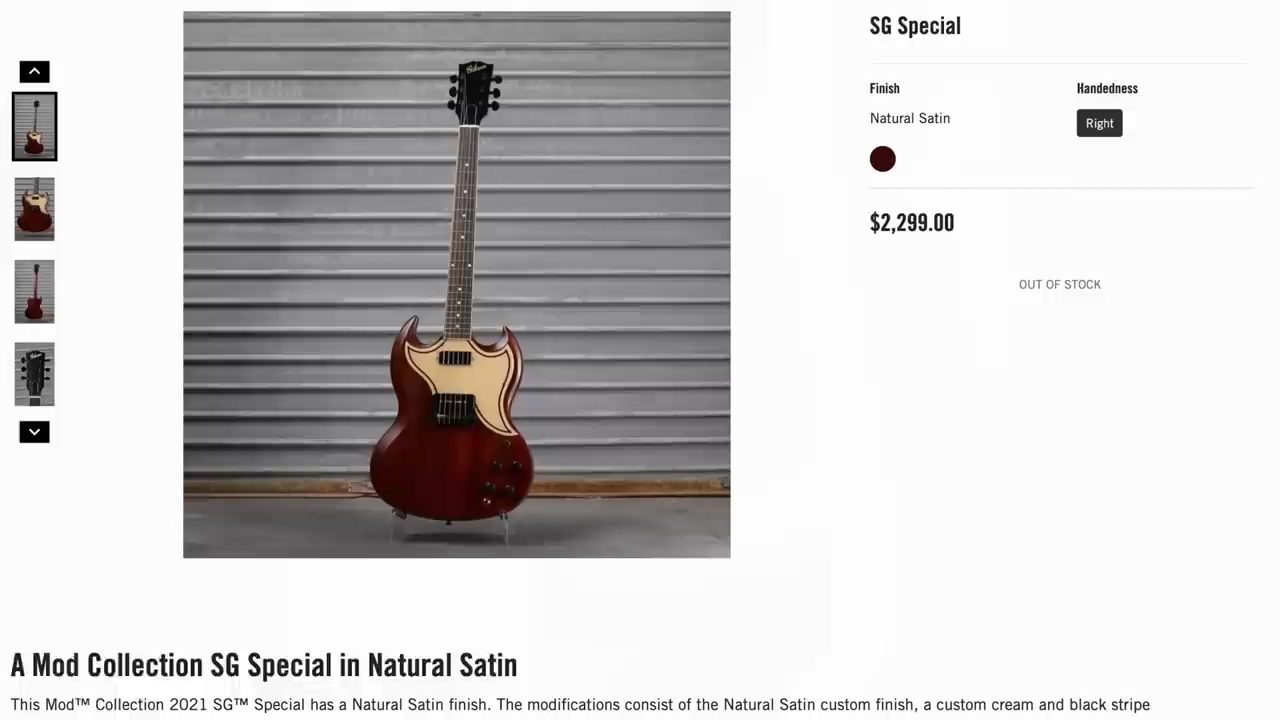 Gibson
SG Special
Finish
Handedness
Natural Satin
Right
$2,299.00
OUT OF STOCK
A Mod Collection SG Special in Natural Satin
This Mod™ Collection 2021 SG™ Special has a Natural Satin finish. The modifications consist of the Natural Satin custom finish, a custom cream and black stripe